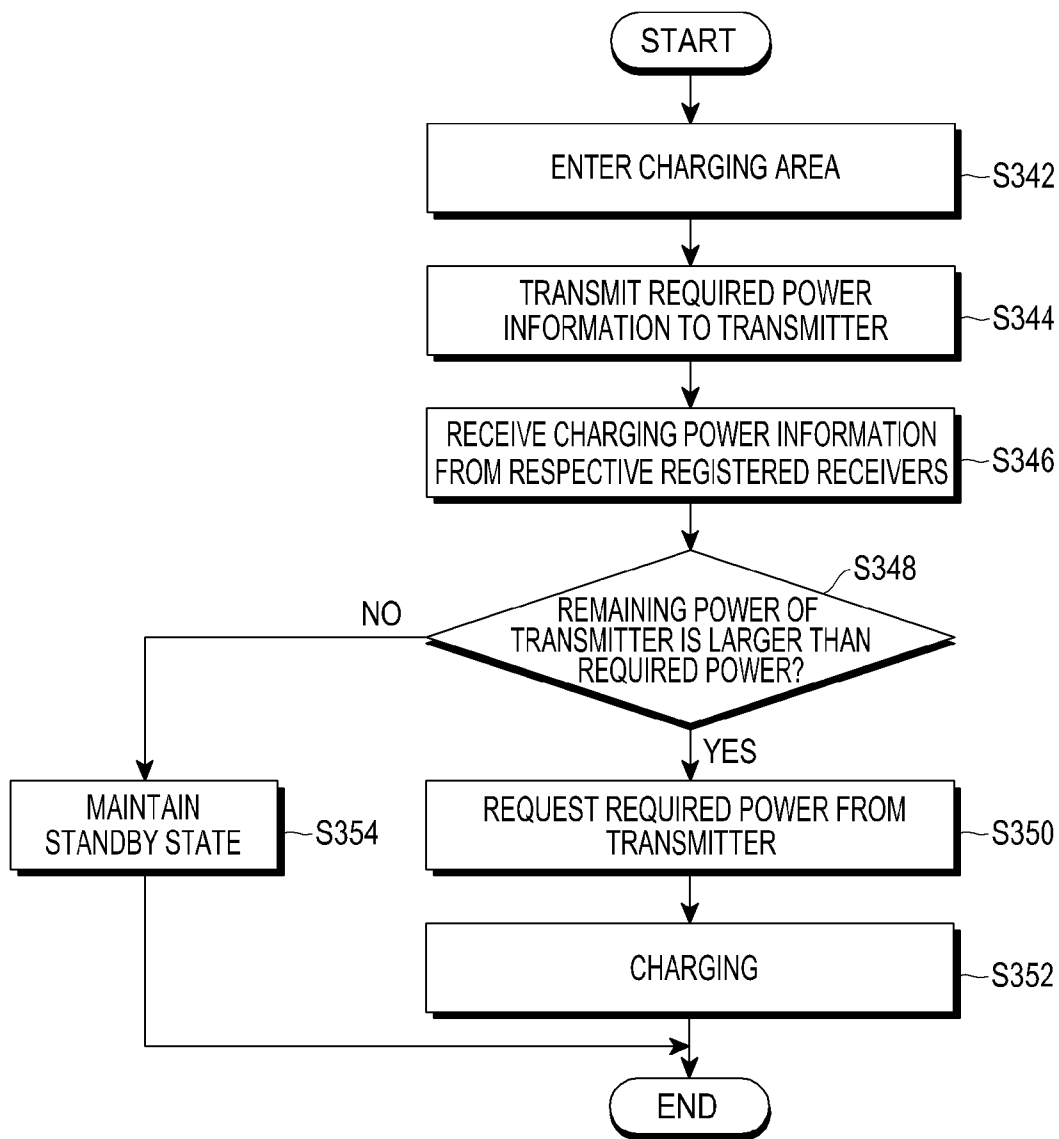 START
ENTER CHARGING AREA
S342
TRANSMIT REQUIRED POWER
INFORMATION TO TRANSMITTER
S344
RECEIVE CHARGING POWER INFORMATION
FROM RESPECTIVE REGISTERED RECEIVERS
S346
S348
REMAINING POWER OF
TRANSMITTER IS LARGER THAN
REQUIRED POWER?
NO
YES
MAINTAIN
STANDBY STATE
S354
REQUEST REQUIRED POWER FROM
TRANSMITTER
S350
CHARGING
S352
END